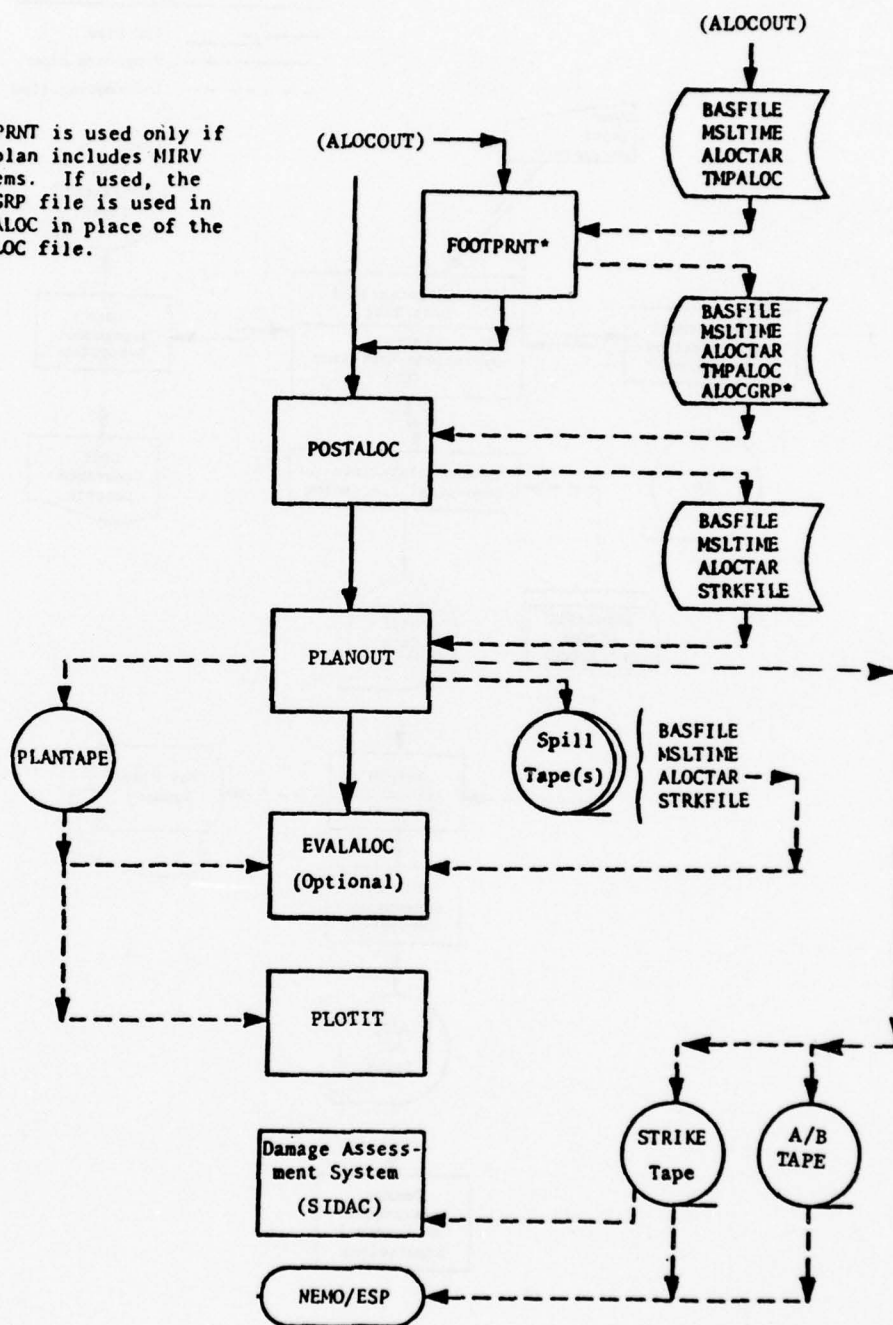 (ALOCOUT)
BASFILE
MSLTIME
ALOCTAR
TMPALOC
PRNT is used only if
plan includes MIRV
ems. If used, the
GRP file is used in
ALOC in place of the
LOC file.
(ALOCOUT)
FOOTPRNT*
BASFILE
MSLTIME
ALOCTAR
TMPALOC
ALOCGRP*
POSTALOC
BASFILE
MSLTIME
ALOCTAR
STRKFILE
PLANOUT
PLANTAPE
Spill
Tape(s)
BASFILE
MSLTIME
ALOCTAR
STRKFILE
EVALALOC
(Optional)
PLOTIT
STRIKE
Tape
A/B
TAPE
Damage Assess-
ment System
(SIDAC)
NEMO/ESP